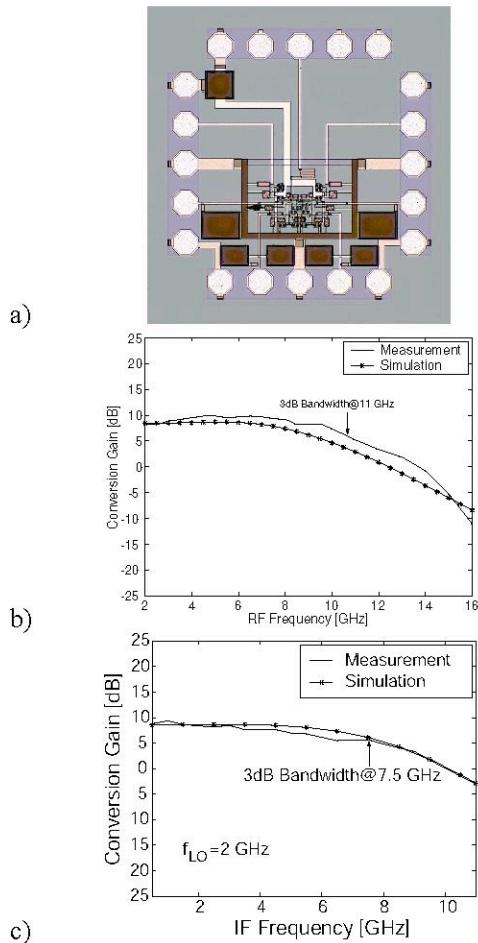 a)
25
20
15
10
5
0
-5
-10
-15
-20
-25
Conversion Gain [dB]
Measurement
Simulation
3dB Bandwidth@11 GHz
2 4 6 8 10 12 14 16
RF Frequency [GHz]
b)
25
20
15
10
5
0
5
10
15
20
25
Conversion Gain [dB]
Measurement
Simulation
3dB Bandwidth@7.5 GHz
fLO=2 GHz
2 4 6 8 10
IF Frequency [GHz]
c)